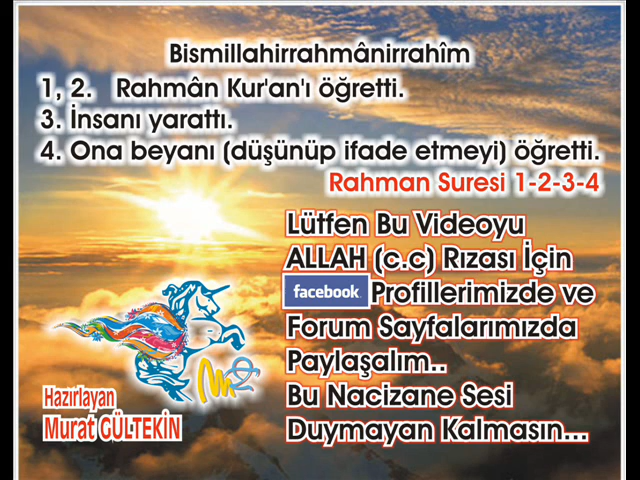 Bismillahirrahmânirrahîm
1, 2. Rahmân Kur'an'ı öğretti.
3. İnsanı yarattı.
4. Ona beyanı (düşünüp ifade etmeyi) öğretti.
Rahman Suresi 1-2-3-4
Lütfen Bu Videoyu
ALLAH (c.c) Rızası İçin
facebook Profillerimizde ve
Forum Sayfalarımızda
Paylaşalım..
Bu Nacizane Sesi
Duymayan Kalmasın...
Hazırlayan
Murat GÜLTEKİN